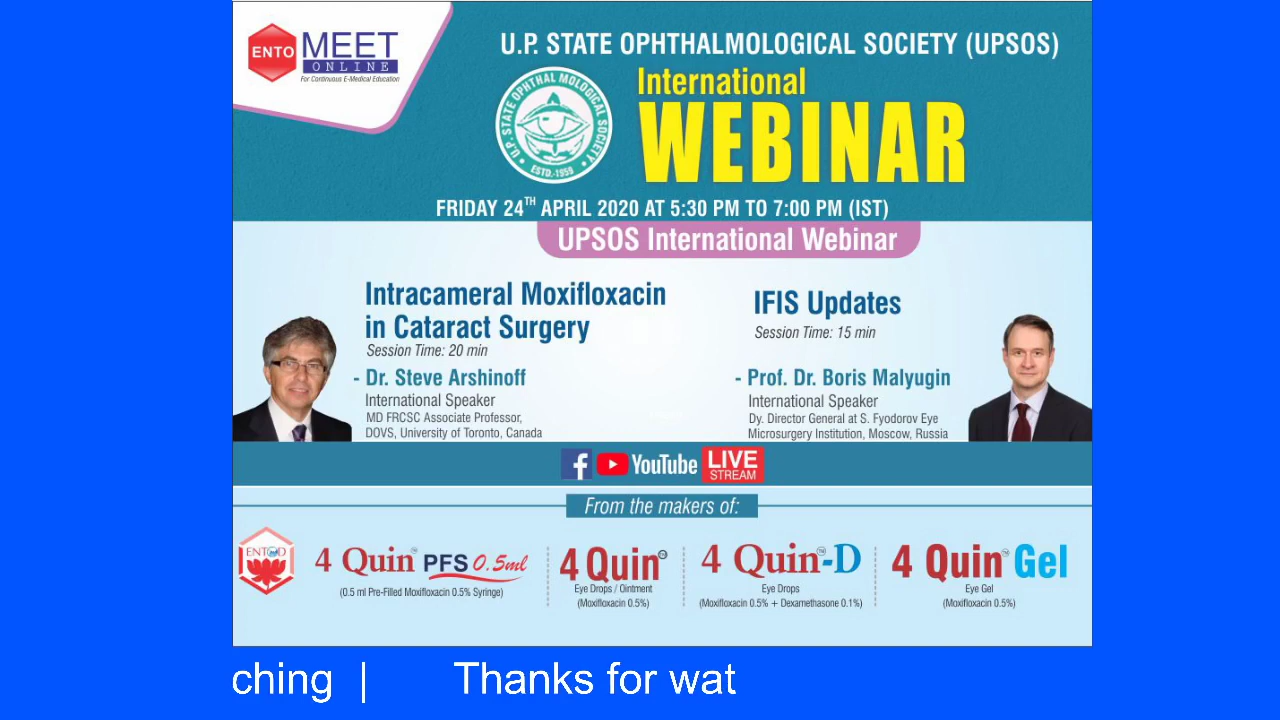 ENTO MEET
ONLINE
For Continuous E-Medical Education
U.P. STATE OPHTHALMOLOGICAL SOCIETY (UPSOS)
International
WEBINAR
U.P. STATE OPHTHAL MOLOGICAL SOCIETY
ESTD.-1959
FRIDAY 24TH APRIL 2020 AT 5:30 PM TO 7:00 PM (IST)
UPSOS International Webinar
Intracameral Moxifloxacin
in Cataract Surgery
Session Time: 20 min
- Dr. Steve Arshinoff
International Speaker
MD FRCSC Associate Professor,
DOVS, University of Toronto, Canada
IFIS Updates
Session Time: 15 min
- Prof. Dr. Boris Malyugin
International Speaker
Dy. Director General at S. Fyodorov Eye
Microsurgery Institution, Moscow, Russia
YouTube LIVE
STREAM
From the makers of:
ENTOD
4 Quin™ PFS 0.5ml
(0.5 ml Pre-Filled Moxifloxacin 0.5% Syringe)
4 Quin™
Eye Drops / Ointment
(Moxifloxacin 0.5%)
4 Quin™-D
Eye Drops
(Moxifloxacin 0.5% + Dexamethasone 0.1%)
4 Quin™ Gel
Eye Gel
(Moxifloxacin 0.5%)
ching | Thanks for wat